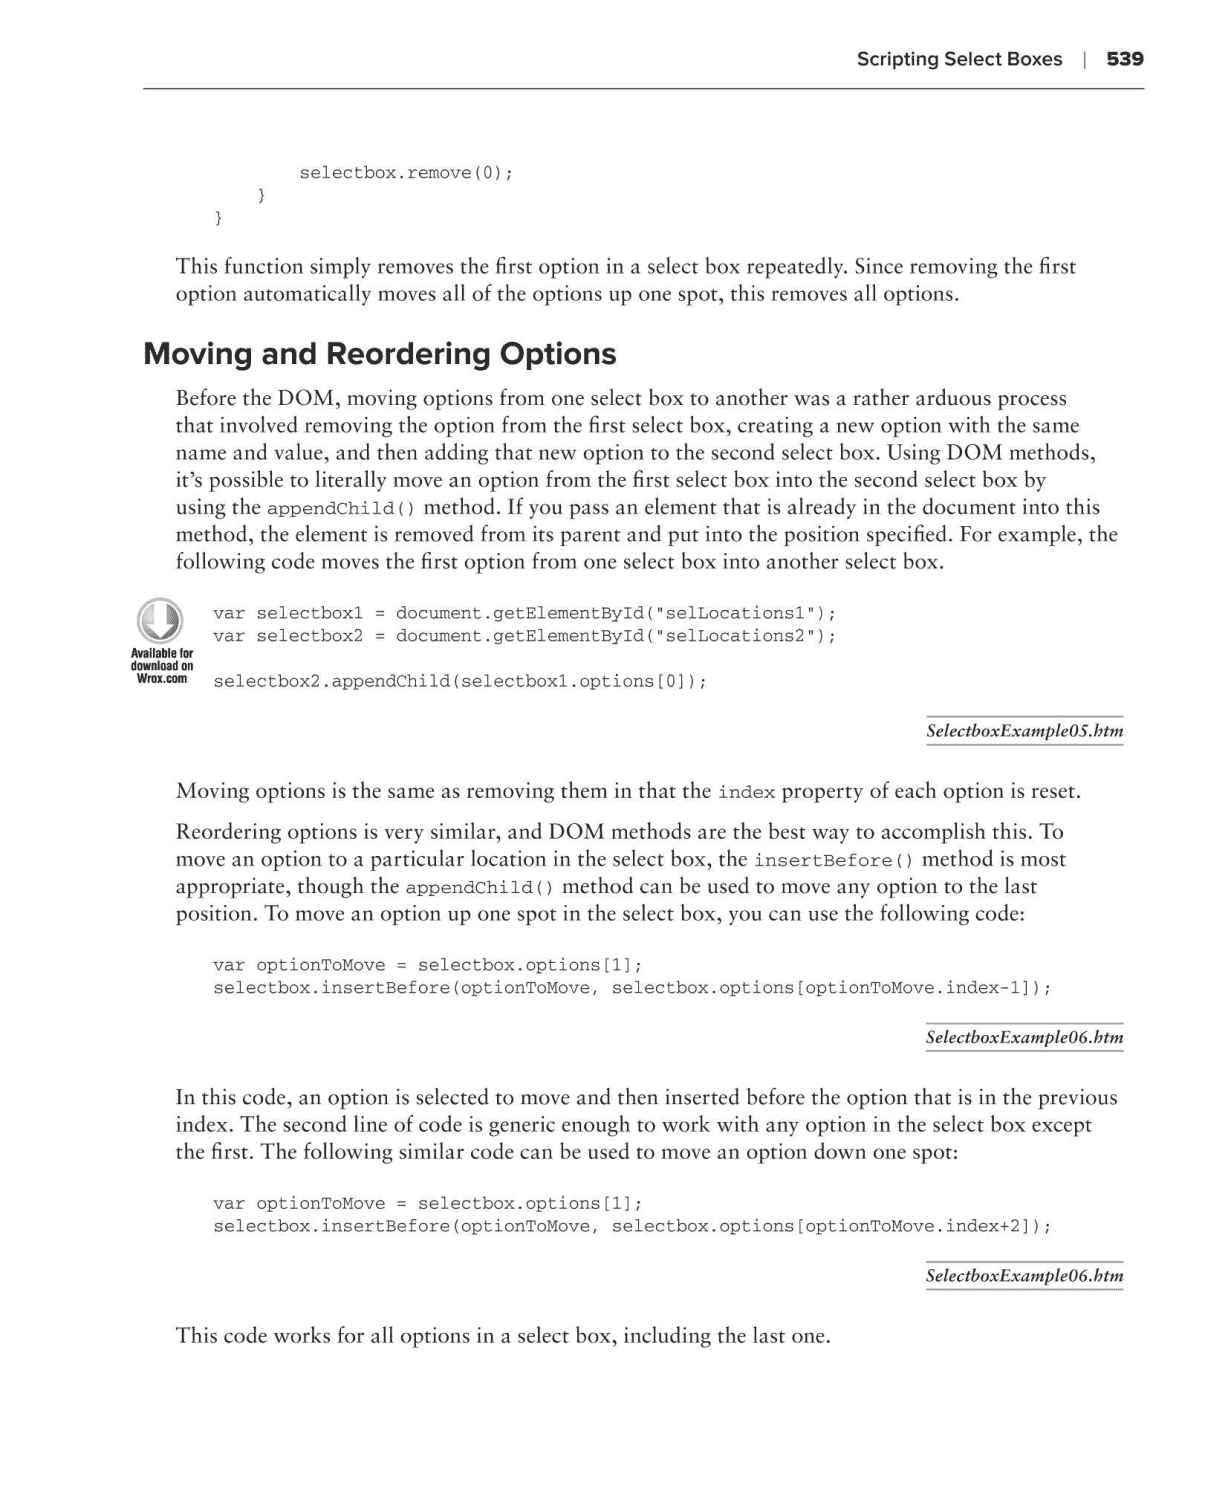 Scripting Select Boxes | 539
selectbox.remove(0);
}
}
This function simply removes the first option in a select box repeatedly. Since removing the first
option automatically moves all of the options up one spot, this removes all options.
Moving and Reordering Options
Before the DOM, moving options from one select box to another was a rather arduous process
that involved removing the option from the first select box, creating a new option with the same
name and value, and then adding that new option to the second select box. Using DOM methods,
it's possible to literally move an option from the first select box into the second select box by
using the appendChild() method. If you pass an element that is already in the document into this
method, the element is removed from its parent and put into the position specified. For example, the
following code moves the first option from one select box into another select box.
var selectbox1 = document.getElementById("selLocations1");
var selectbox2 = document.getElementById("selLocations2");
Available for
download on
Wrox.com
selectbox2.appendChild(selectbox1.options[0]);
SelectboxExample05.htm
Moving options is the same as removing them in that the index property of each option is reset.
Reordering options is very similar, and DOM methods are the best way to accomplish this. To
move an option to a particular location in the select box, the insertBefore() method is most
appropriate, though the appendChild() method can be used to move any option to the last
position. To move an option up one spot in the select box, you can use the following code:
var optionToMove = selectbox.options[1];
selectbox.insertBefore(optionToMove, selectbox.options[optionToMove.index-1]);
SelectboxExample06.htm
In this code, an option is selected to move and then inserted before the option that is in the previous
index. The second line of code is generic enough to work with any option in the select box except
the first. The following similar code can be used to move an option down one spot:
var optionToMove = selectbox.options[1];
selectbox.insertBefore(optionToMove, selectbox.options[optionToMove.index+2]);
SelectboxExample06.htm
This code works for all options in a select box, including the last one.